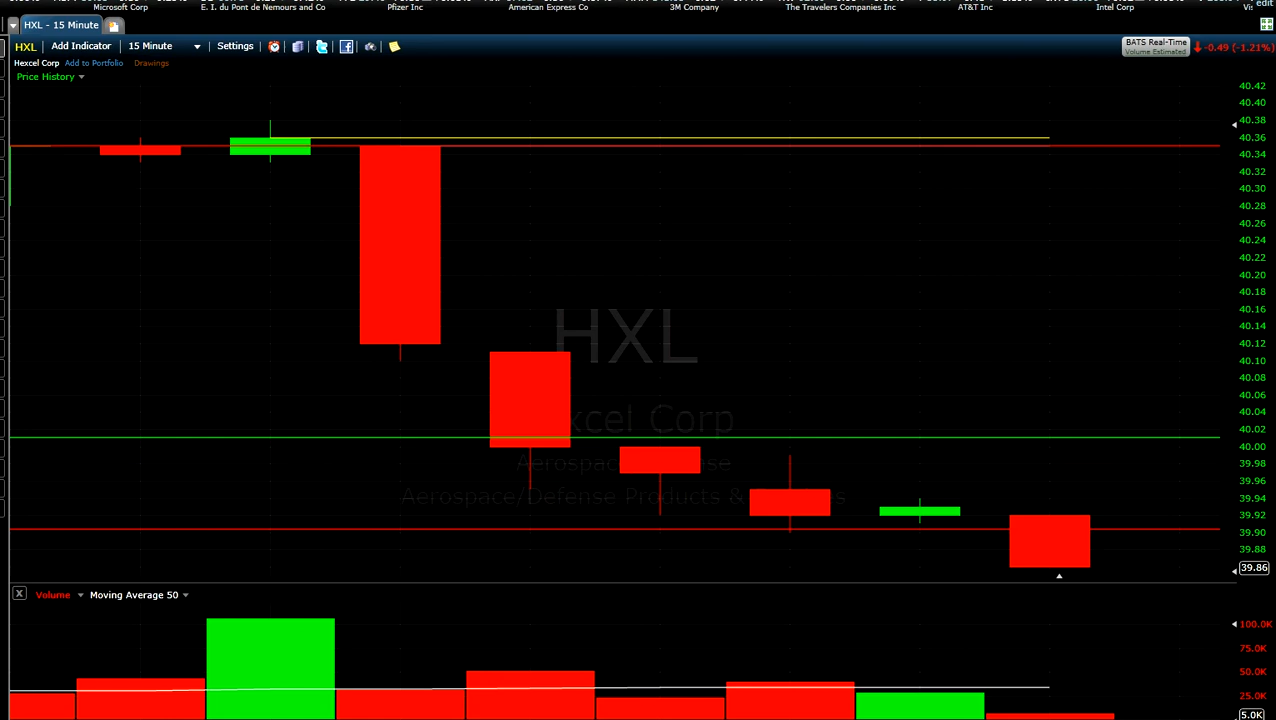 Microsoft Corp E. I. du Pont de Nemours and Co Pfizer Inc American Express Co 3M Company The Travelers Companies Inc AT&T Inc Intel Corp
edit
HXL - 15 Minute
HXL Add Indicator 15 Minute Settings
BATS Real-Time
Volume Estimated
-0.49 (-1.21%)
Hexcel Corp Add to Portfolio Drawings
Price History
40.42
40.40
40.38
40.36
40.34
40.32
40.30
40.28
40.26
40.24
40.22
40.20
40.18
40.16
40.14
40.12
40.10
40.08
40.06
40.04
40.02
40.00
39.98
39.96
39.94
39.92
39.90
39.88
39.86
HXL
Corp
Aerospace/Defense Products &
X Volume Moving Average 50
100.0K
75.0K
50.0K
25.0K
5.0K